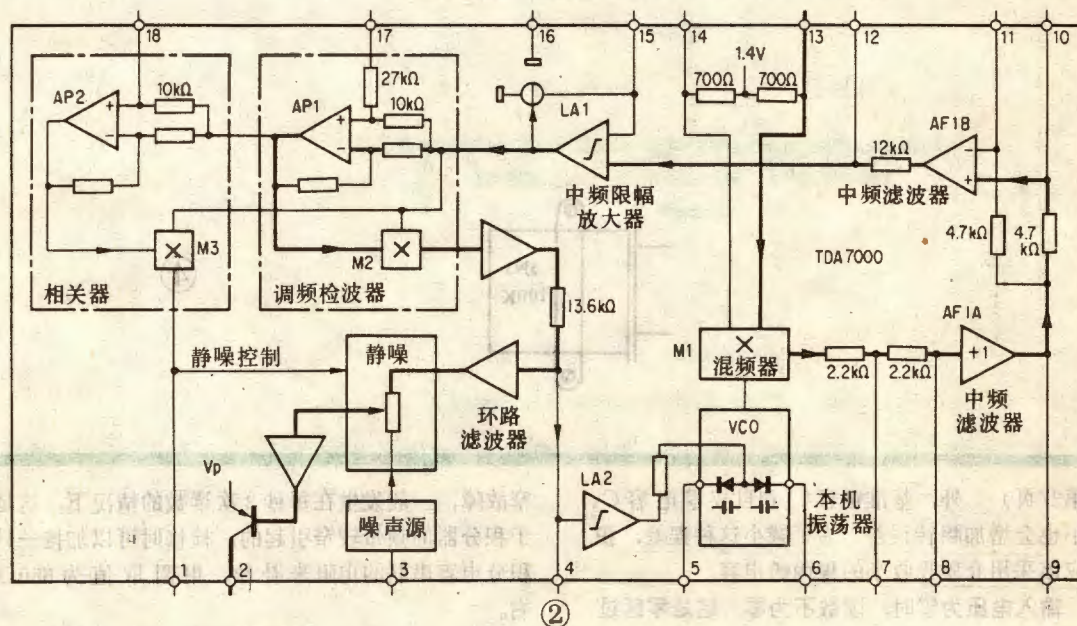 18
17
16
15
14
13
12
11
10
1.4V
27kΩ
700Ω
700Ω
10kΩ
10kΩ
AP2
AP1
LA1
AF1B
+
−
+
−
−
+
12kΩ
中频限幅
放大器
中频滤波器
4.7kΩ
4.7
kΩ
TDA7000
M3
M2
相关器
调频检波器
13.6kΩ
AF1A
M1
混频器
+1
2.2kΩ
2.2kΩ
中频
滤波器
静噪控制
静噪
环路
滤波器
VCO
LA2
本机
振荡器
Vp
噪声源
1
2
3
4
5
6
7
8
9
②